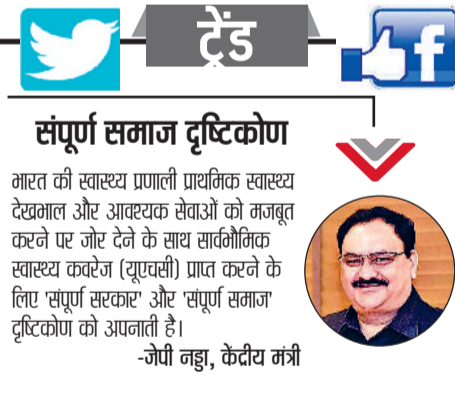 ट्रेंड
संपूर्ण समाज दृष्टिकोण
भारत की स्वास्थ्य प्रणाली प्राथमिक स्वास्थ्य
देखभाल और आवश्यक सेवाओं को मजबूत
करने पर जोर देने के साथ सार्वभौमिक
स्वास्थ्य कवरेज (यूएचसी) प्राप्त करने के
लिए 'संपूर्ण सरकार' और 'संपूर्ण समाज'
दृष्टिकोण को अपनाती है।
-जेपी नड्डा, केंद्रीय मंत्री